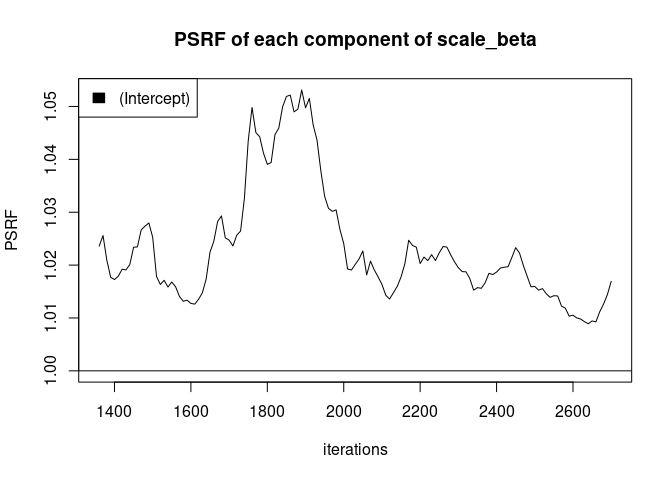 PSRF of each component of scale_beta
(Intercept)
PSRF
1.05
1.04
1.03
1.02
1.01
1.00
1400 1600 1800 2000 2200 2400 2600
iterations